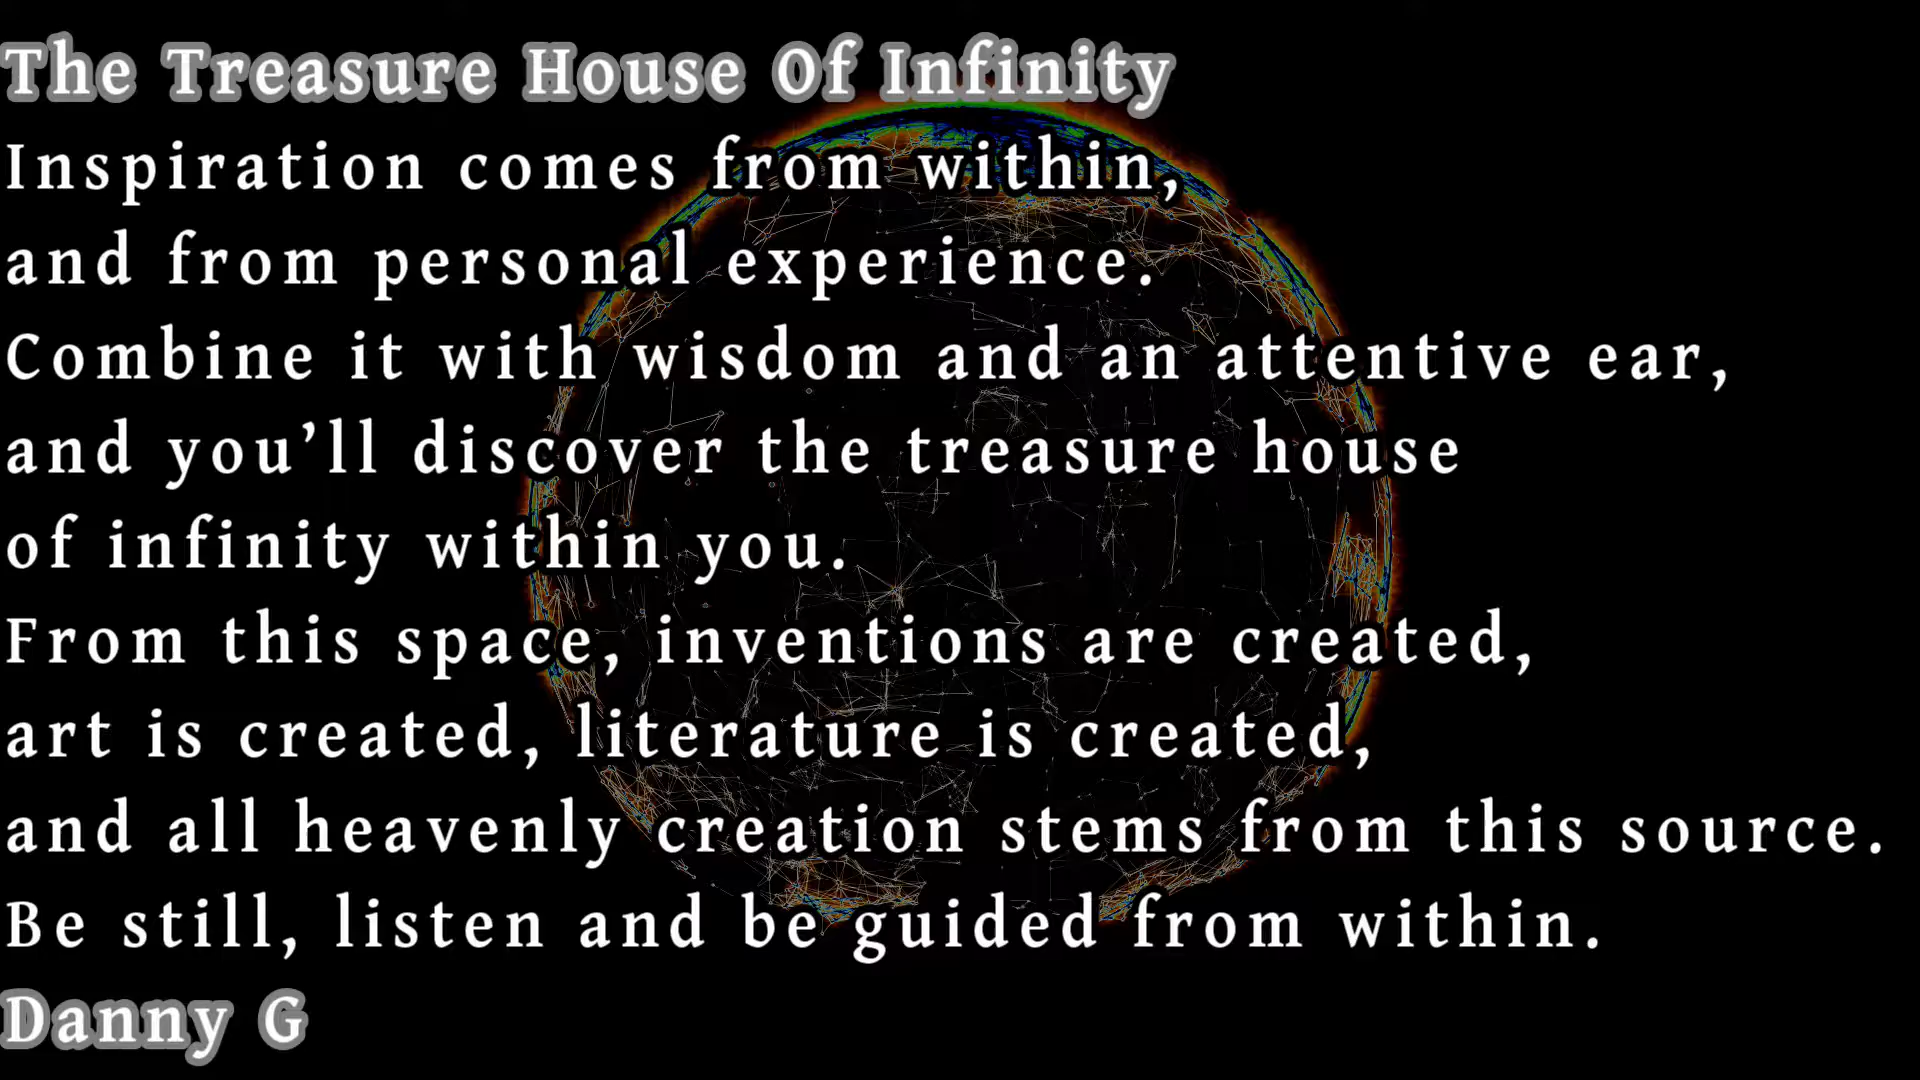 The Treasure House Of Infinity
Inspiration comes from within,
and from personal experience.
Combine it with wisdom and an attentive ear,
and you’ll discover the treasure house
of infinity within you.
From this space, inventions are created,
art is created, literature is created,
and all heavenly creation stems from this source.
Be still, listen and be guided from within.
Danny G